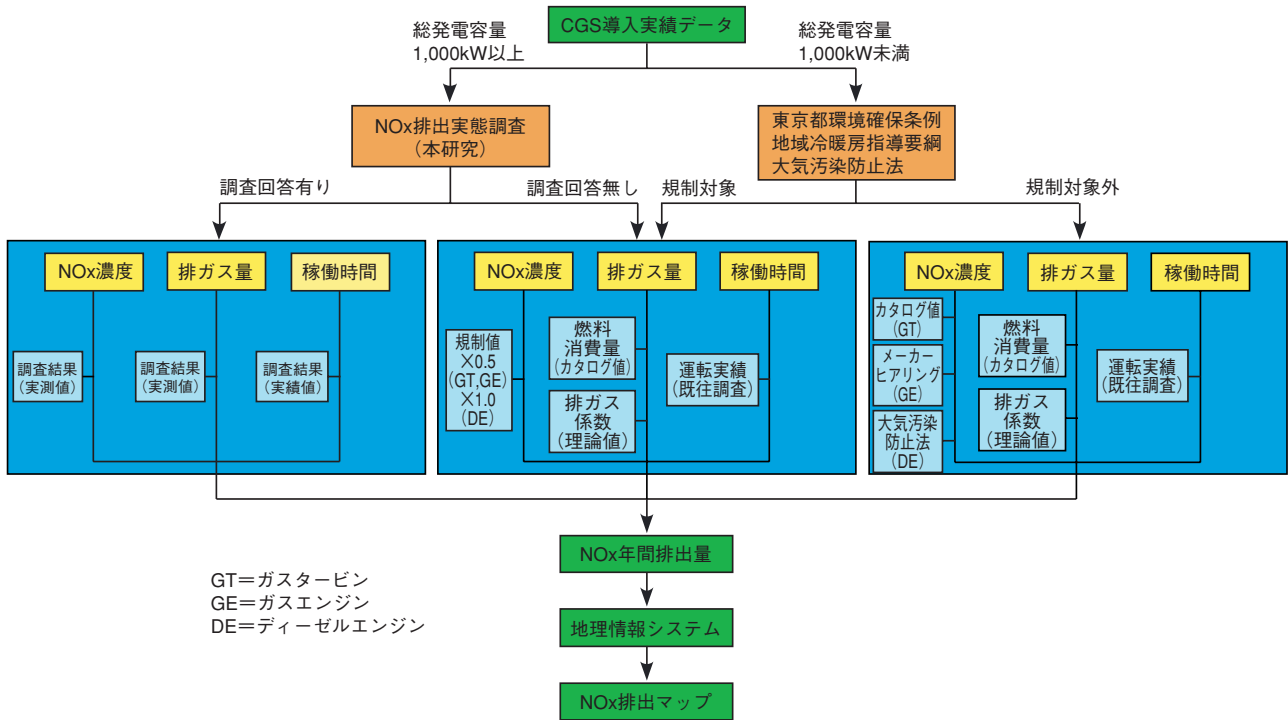 CGS導入実績データ
総発電容量
1,000kW以上
総発電容量
1,000kW未満
NOx排出実態調査
（本研究）
東京都環境確保条例
地域冷暖房指導要綱
大気汚染防止法
調査回答有り
調査回答無し
規制対象
規制対象外
NOx濃度
排ガス量
稼働時間
調査結果
（実測値）
調査結果
（実測値）
調査結果
（実績値）
NOx濃度
排ガス量
稼働時間
規制値
×0.5
(GT,GE)
×1.0
(DE)
燃料
消費量
(カタログ値)
排ガス
係数
(理論値)
運転実績
(既往調査)
NOx濃度
排ガス量
稼働時間
カタログ値
(GT)
メーカー
ヒアリング
(GE)
大気汚染
防止法
(DE)
燃料
消費量
(カタログ値)
排ガス
係数
(理論値)
運転実績
(既往調査)
NOx年間排出量
地理情報システム
NOx排出マップ
GT＝ガスタービン
GE＝ガスエンジン
DE＝ディーゼルエンジン